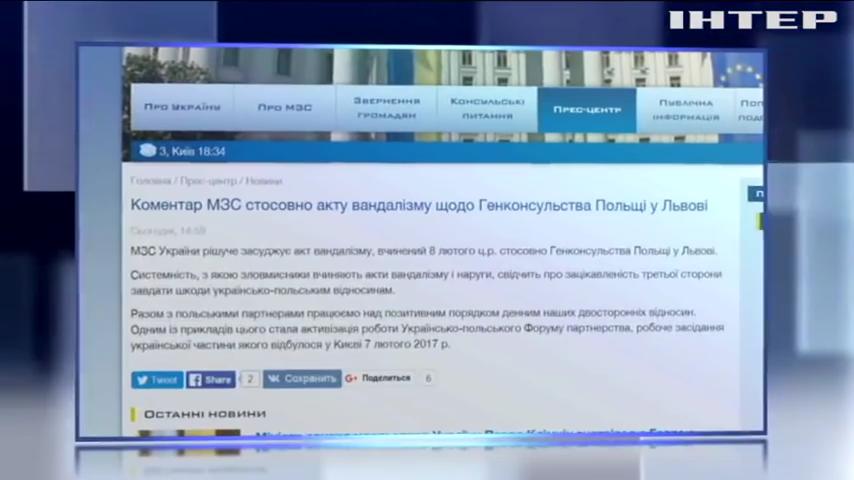 ІНТЕР
Про Україну
Про МЗС
Звернення
громадян
Консульські
питання
Прес-центр
Публічна
інформація
3, Київ 18:34
Головна / Прес-центр / Новини
Коментар МЗС стосовно акту вандалізму щодо Генконсульства Польщі у Львові
Сьогодні, 14:59
МЗС України рішуче засуджує акт вандалізму, вчинений 8 лютого ц.р. стосовно Генконсульства Польщі у Львові.
Системність, з якою зловмисники вчиняють акти вандалізму і наруги, свідчить про зацікавленість третьої сторони
завдати шкоди українсько-польським відносинам.
Разом з польськими партнерами працюємо над позитивним порядком денним наших двосторонніх відносин.
Одним із прикладів цього стала активізація роботи Українсько-польського Форуму партнерства, робоче засідання
української частини якого відбулося у Києві 7 лютого 2017 р.
Tweet Share 2 Сохранить G+ Поделиться 6
Останні новини